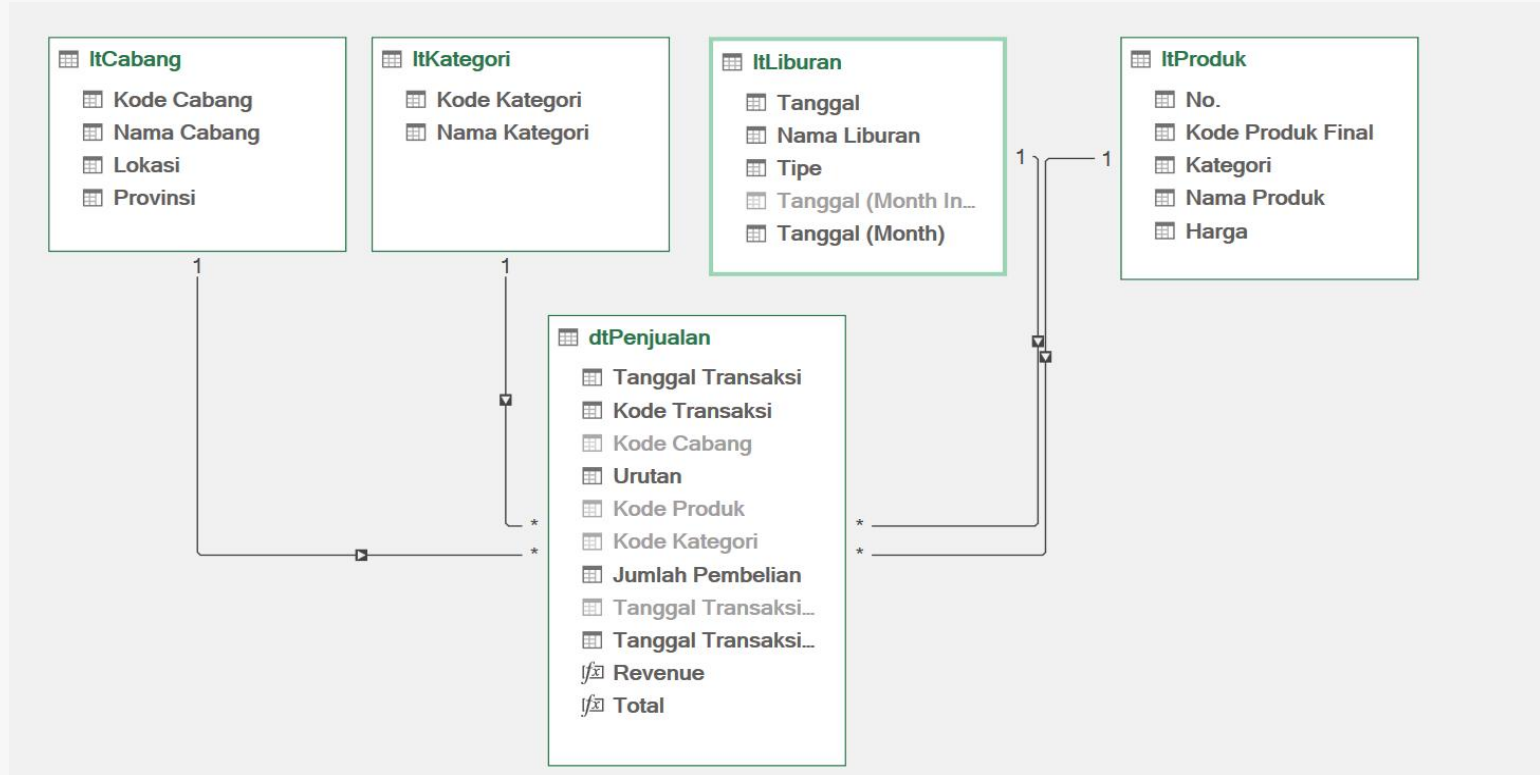 ltCabang
Kode Cabang
Nama Cabang
Lokasi
Provinsi
1
ltKategori
Kode Kategori
Nama Kategori
1
ltLiburan
Tanggal
Nama Liburan
Tipe
Tanggal (Month In...
Tanggal (Month)
1
ltProduk
No.
Kode Produk Final
Kategori
Nama Produk
Harga
1
dtPenjualan
Tanggal Transaksi
Kode Transaksi
Kode Cabang
Urutan
Kode Produk
Kode Kategori
Jumlah Pembelian
Tanggal Transaksi...
Tanggal Transaksi...
fx Revenue
fx Total
*
*
*
*